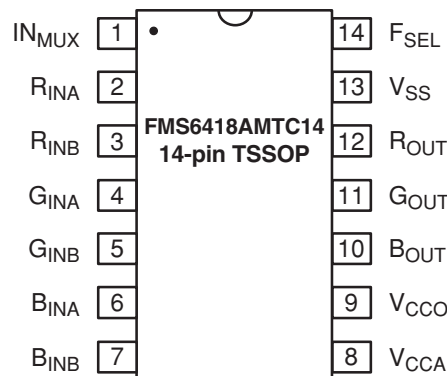 IN_MUX 1 14 F_SEL
R_INA 2 13 V_SS
R_INB 3 FMS6418AMTC14 12 R_OUT
14-pin TSSOP
G_INA 4 11 G_OUT
G_INB 5 10 B_OUT
B_INA 6 9 V_CCO
B_INB 7 8 V_CCA